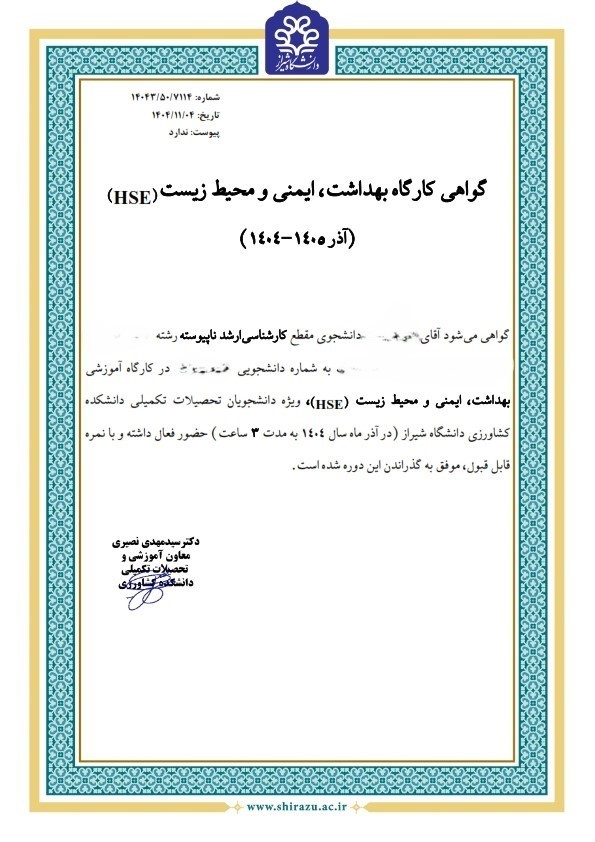 دانشگاه شیراز
شماره: ۱۴۰۴۳/۵۰/۷۱۱۴
تاریخ: ۱۴۰۴/۱۱/۰۴
پیوست: ندارد
گواهی کارگاه بهداشت، ایمنی و محیط زیست (HSE)
(آذر ۱۴۰۵-۱۴۰۴)
گواهی می‌شود آقای دانشجوی مقطع کارشناسی‌ارشد ناپیوسته رشته
به شماره دانشجویی در کارگاه آموزشی
بهداشت، ایمنی و محیط زیست (HSE)، ویژه دانشجویان تحصیلات تکمیلی دانشکده
کشاورزی دانشگاه شیراز (در آذر ماه سال ۱۴۰۴ به مدت ۳ ساعت) حضور فعال داشته و با نمره
قابل قبول، موفق به گذراندن این دوره شده است.
دکتر سیدمهدی نصیری
معاون آموزشی و
تحصیلات تکمیلی
دانشکده کشاورزی
www.shirazu.ac.ir